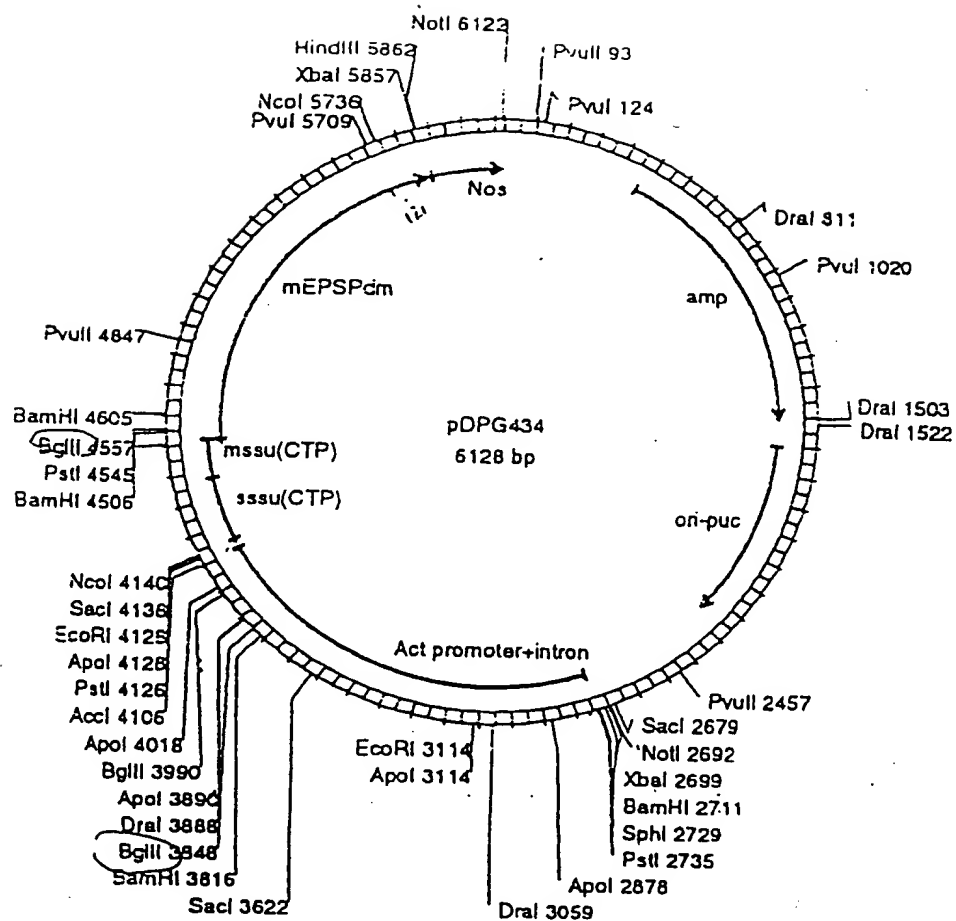 NotI 6123
HindIII 5862
XbaI 5857
NcoI 5736
PvuI 5709
PvuII 93
PvuI 124
Nos
DraI 811
PvuI 1020
mEPSPdm
amp
PvuII 4847
BamHI 4605
BglII 4557
PstI 4545
BamHI 4506
mssu(CTP)
sssu(CTP)
pDPG434
6128 bp
DraI 1503
DraI 1522
ori-puc
NcoI 4140
SacI 4136
EcoRI 4125
ApoI 4128
PstI 4126
AccI 4106
ApoI 4018
BglII 3990
ApoI 3890
DraI 3888
BglII 3848
BamHI 3816
SacI 3622
Act promoter+intron
EcoRI 3114
ApoI 3114
DraI 3059
ApoI 2878
PvuII 2457
SacI 2679
NotI 2692
XbaI 2699
BamHI 2711
SphI 2729
PstI 2735